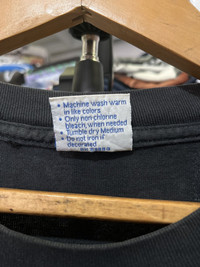 • Machine wash warm
in like colors
• Only non chlorine
bleach, when needed
• Tumble dry Medium
• Do not iron if
decorated